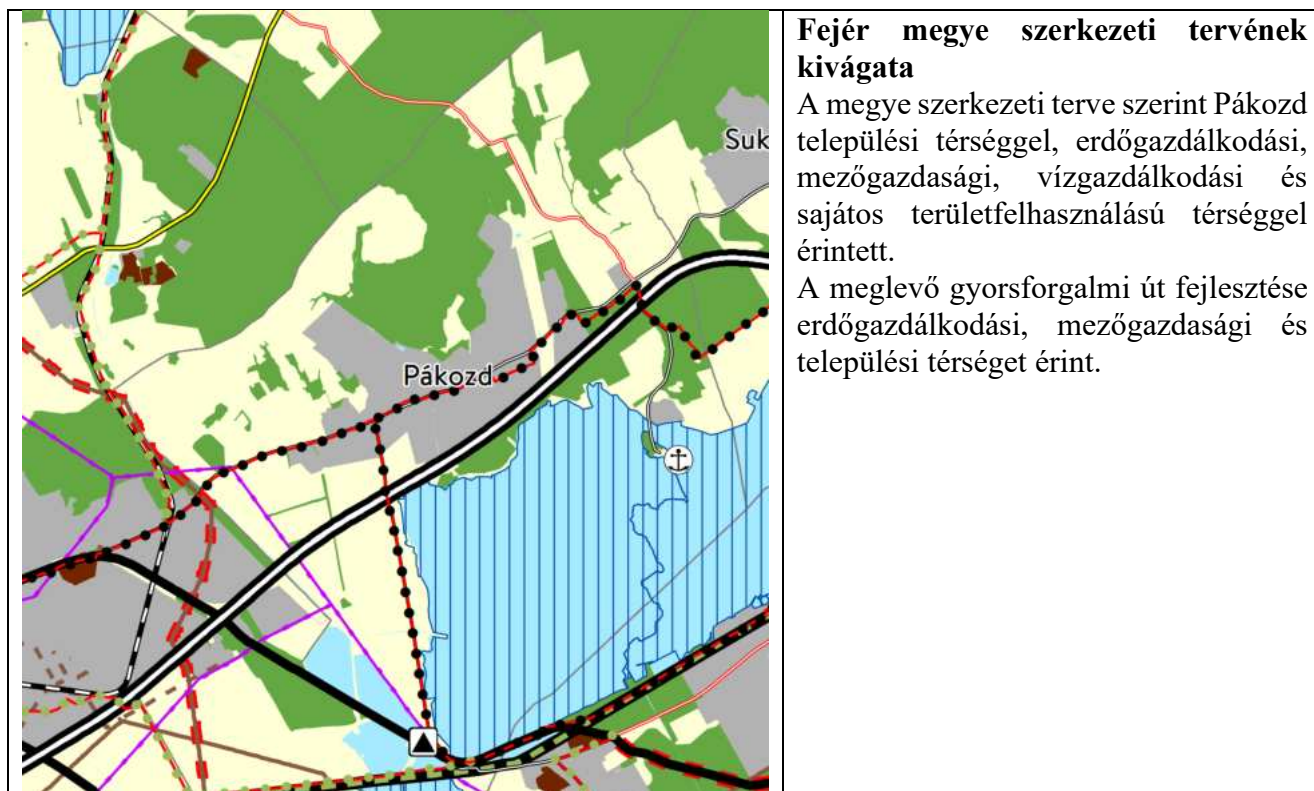 Suk
Pákozd
Fejér megye szerkezeti tervének
kivágata
A megye szerkezeti terve szerint Pákozd
települési térséggel, erdőgazdálkodási,
mezőgazdasági, vízgazdálkodási és
sajátos területfelhasználású térséggel
érintett.
A meglevő gyorsforgalmi út fejlesztése
erdőgazdálkodási, mezőgazdasági és
települési térséget érint.